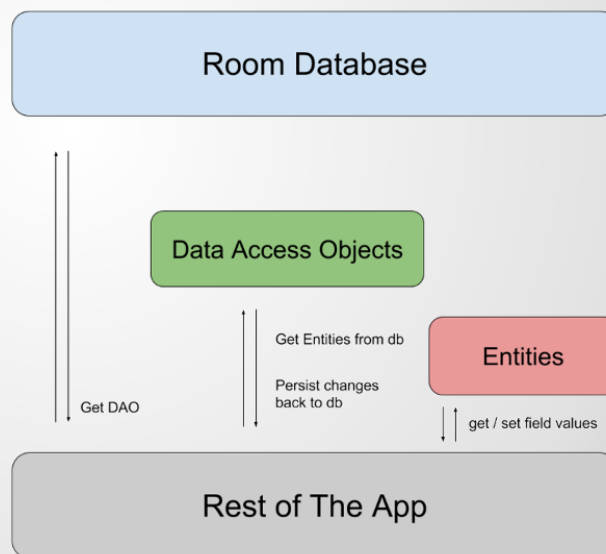 Room Database
Data Access Objects
Get Entities from db
Entities
Persist changes
back to db
Get DAO
get / set field values
Rest of The App